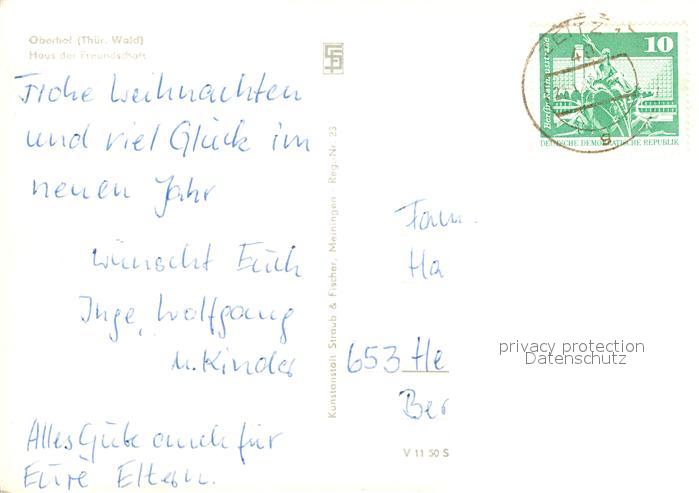 Oberhof (Thür. Wald)
Haus der Freundschaft
Frohe Weihnachten
und viel Glück im
neuen Jahr
wünscht Euch
Inge, Wolfgang
u. Kinder
Alles Gute auch für
Eure Eltern.
Kunstanstalt Straub & Fischer, Meiningen · Reg.-Nr. 23
10
DEUTSCHE DEMOKRATISCHE REPUBLIK
Fam.
Ha
653 He
Ber
privacy protection
Datenschutz
V 11 50 S